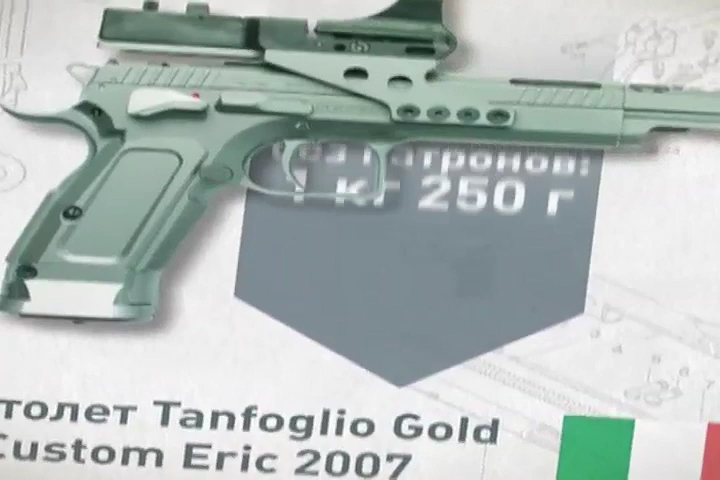 патронов:
1 кг 250 г
толет Tanfoglio Gold
Custom Eric 2007